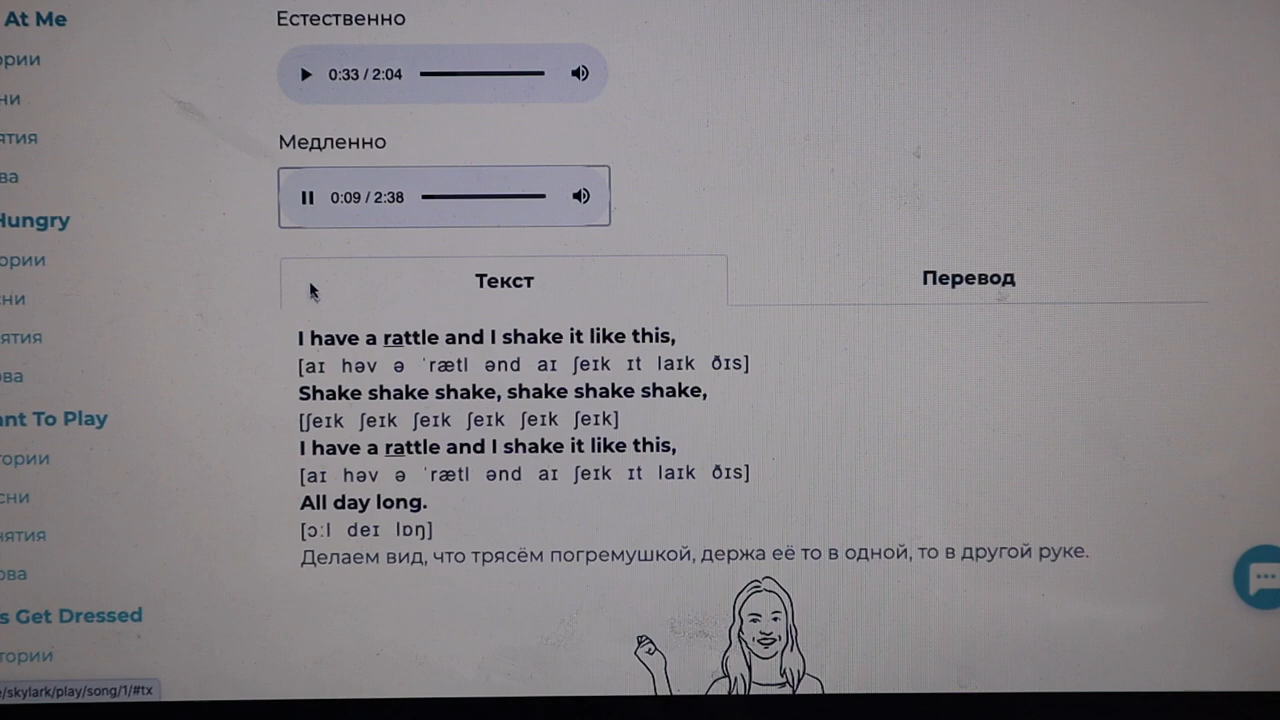 At Me
Естественно
0:33 / 2:04
Медленно
0:09 / 2:38
Hungry
Текст
Перевод
I have a rattle and I shake it like this,
[aɪ həv ə ˈrætl ənd aɪ ʃeɪk ɪt laɪk ðɪs]
Shake shake shake, shake shake shake,
[ʃeɪk ʃeɪk ʃeɪk ʃeɪk ʃeɪk ʃeɪk]
I have a rattle and I shake it like this,
[aɪ həv ə ˈrætl ənd aɪ ʃeɪk ɪt laɪk ðɪs]
All day long.
[ɔːl deɪ lɒŋ]
Делаем вид, что трясём погремушкой, держа её то в одной, то в другой руке.
ории
ни
ятия
ва
ории
сни
ятия
ова
nt To Play
тории
сни
нятия
ова
s Get Dressed
тории
e/skylark/play/song/1/#tx